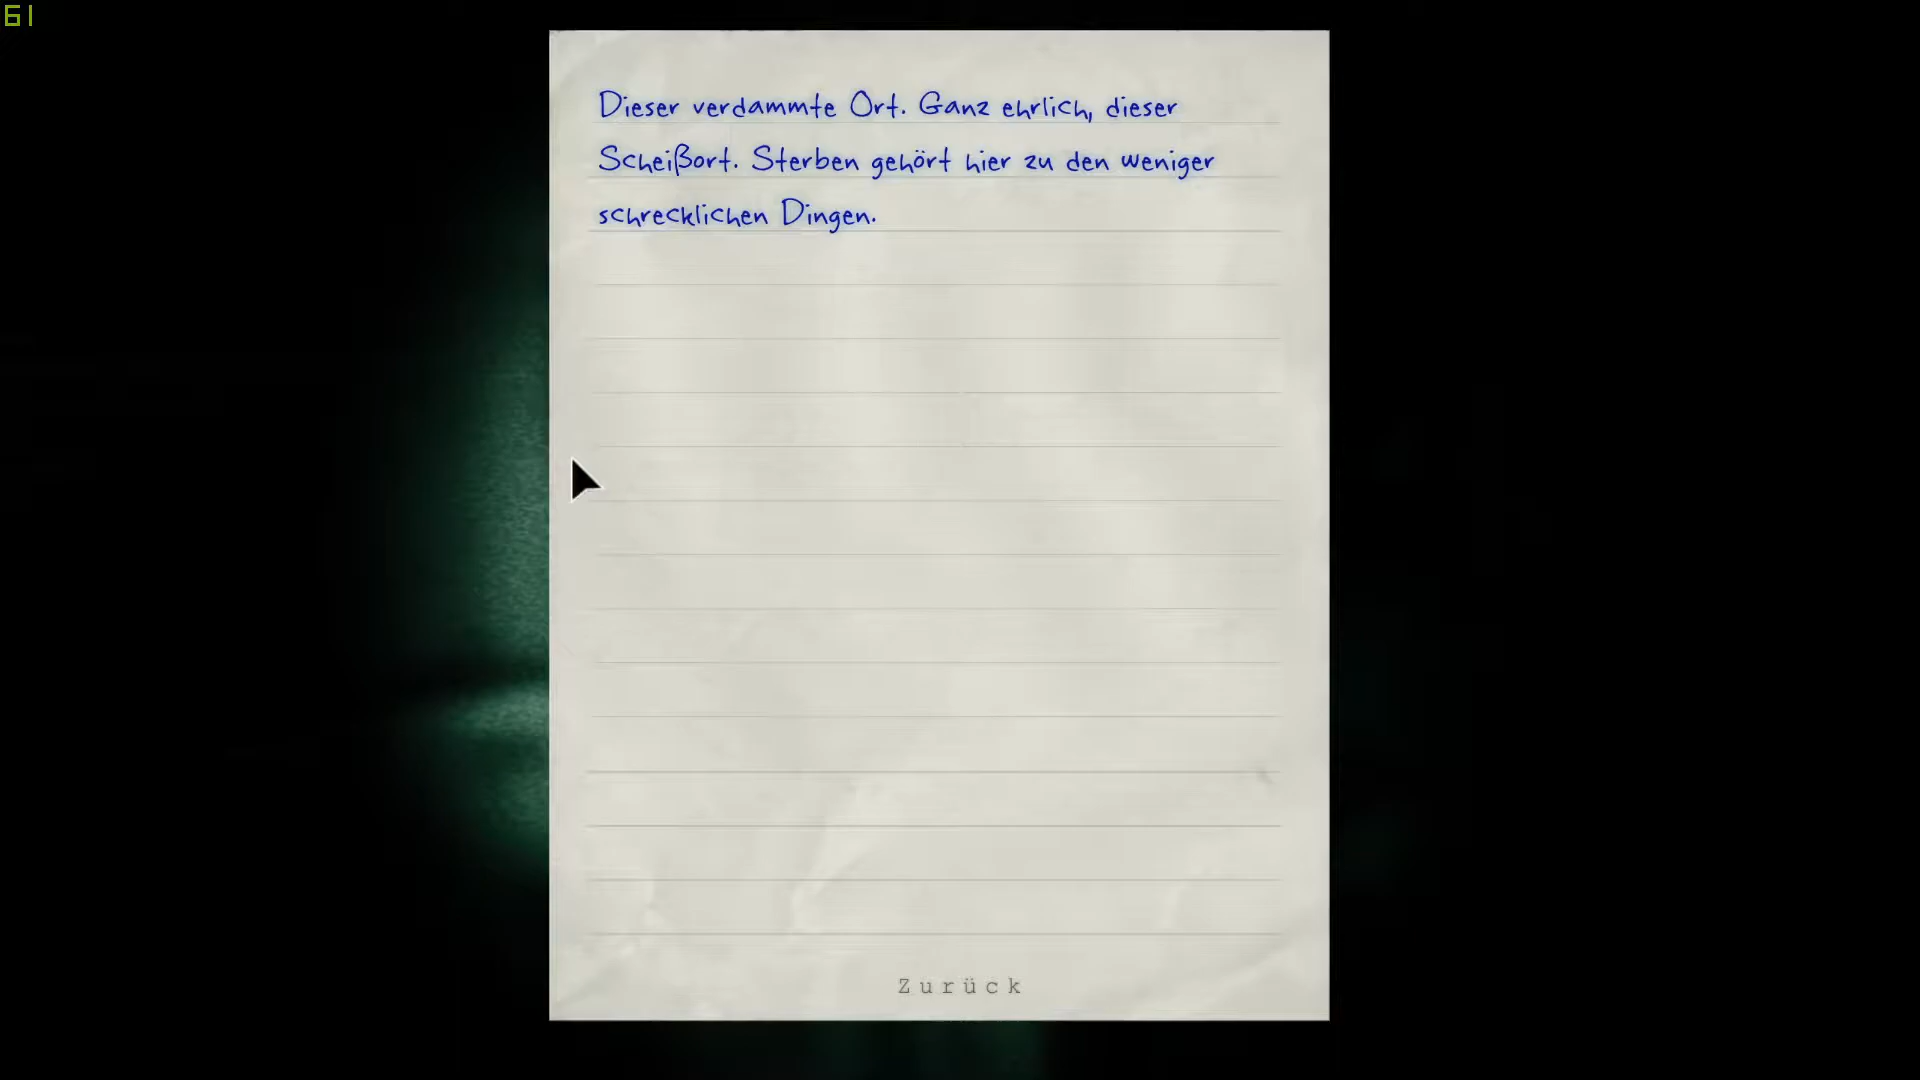 61
Dieser verdammte Ort. Ganz ehrlich, dieser
Scheißort. Sterben gehört hier zu den weniger
schrecklichen Dingen.
Zurück